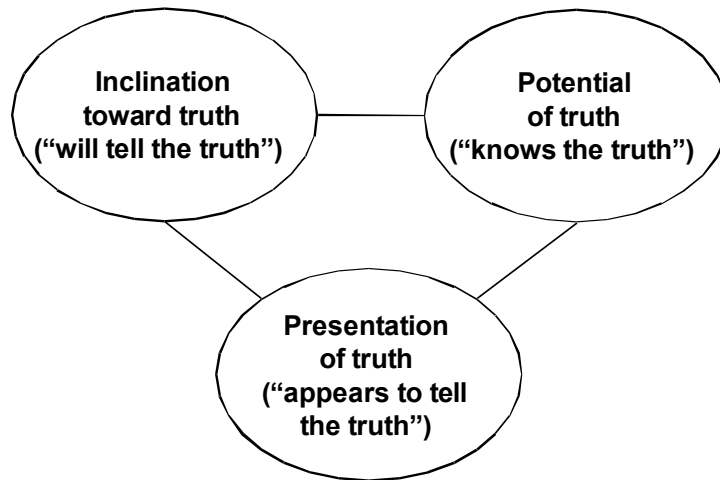 Inclination
toward truth
(“will tell the truth”)
Potential
of truth
(“knows the truth”)
Presentation
of truth
(“appears to tell
the truth”)